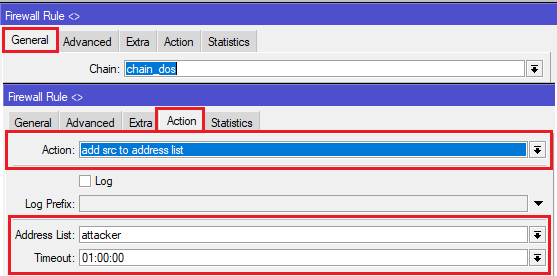 Firewall Rule <>
General Advanced Extra Action Statistics
Chain: chain_dos
Firewall Rule <>
General Advanced Extra Action Statistics
Action: add src to address list
Log
Log Prefix:
Address List: attacker
Timeout: 01:00:00